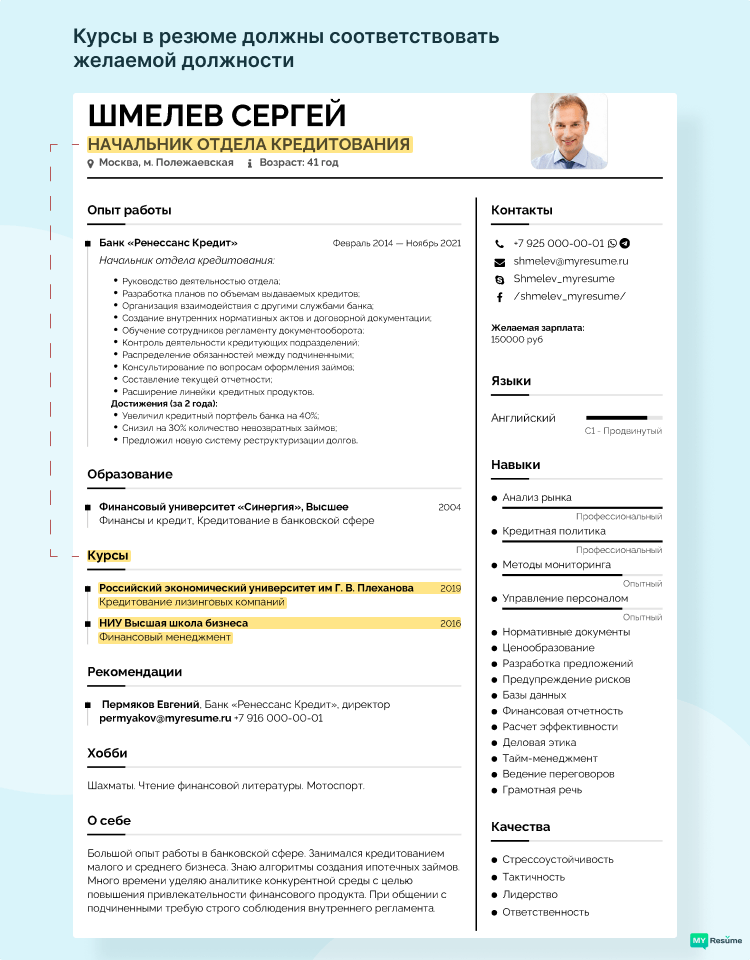 Курсы в резюме должны соответствовать
желаемой должности
ШМЕЛЕВ СЕРГЕЙ
НАЧАЛЬНИК ОТДЕЛА КРЕДИТОВАНИЯ
Москва, м. Полежаевская Возраст: 41 год
Опыт работы
Банк «Ренессанс Кредит» Февраль 2014 — Ноябрь 2021
Начальник отдела кредитования:
• Руководство деятельностью отдела;
• Разработка планов по объемам выдаваемых кредитов;
• Организация взаимодействия с другими службами банка;
• Создание внутренних нормативных актов и договорной документации;
• Обучение сотрудников регламенту документооборота;
• Контроль деятельности кредитующих подразделений;
• Распределение обязанностей между подчиненными;
• Консультирование по вопросам оформления займов;
• Составление текущей отчетности;
• Расширение линейки кредитных продуктов.
Достижения (за 2 года):
• Увеличил кредитный портфель банка на 40%;
• Снизил на 30% количество невозвратных займов;
• Предложил новую систему реструктуризации долгов.
Образование
Финансовый университет «Синергия», Высшее 2004
Финансы и кредит, Кредитование в банковской сфере
Курсы
Российский экономический университет им Г. В. Плеханова 2019
Кредитование лизинговых компаний
НИУ Высшая школа бизнеса 2016
Финансовый менеджмент
Рекомендации
Пермяков Евгений, Банк «Ренессанс Кредит», директор
permyakov@myresume.ru +7 916 000-00-01
Хобби
Шахматы. Чтение финансовой литературы. Мотоспорт.
О себе
Большой опыт работы в банковской сфере. Занимался кредитованием
малого и среднего бизнеса. Знаю алгоритмы создания ипотечных займов.
Много времени уделяю аналитике конкурентной среды с целью
повышения привлекательности финансового продукта. При общении с
подчиненными требую строго соблюдения внутреннего регламента.
Контакты
+7 925 000-00-01
shmelev@myresume.ru
Shmelev_myresume
/shmelev_myresume/
Желаемая зарплата:
150000 руб
Языки
Английский
C1 - Продвинутый
Навыки
• Анализ рынка
Профессиональный
• Кредитная политика
Профессиональный
• Методы мониторинга
Опытный
• Управление персоналом
Опытный
• Нормативные документы
• Ценообразование
• Разработка предложений
• Предупреждение рисков
• Базы данных
• Финансовая отчетность
• Расчет эффективности
• Деловая этика
• Тайм-менеджмент
• Ведение переговоров
• Грамотная речь
Качества
• Стрессоустойчивость
• Тактичность
• Лидерство
• Ответственность
MY Resume